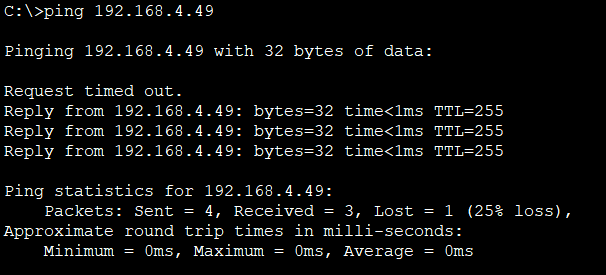 C:\>ping 192.168.4.49
Pinging 192.168.4.49 with 32 bytes of data:
Request timed out.
Reply from 192.168.4.49: bytes=32 time<1ms TTL=255
Reply from 192.168.4.49: bytes=32 time<1ms TTL=255
Reply from 192.168.4.49: bytes=32 time<1ms TTL=255
Ping statistics for 192.168.4.49:
    Packets: Sent = 4, Received = 3, Lost = 1 (25% loss),
Approximate round trip times in milli-seconds:
    Minimum = 0ms, Maximum = 0ms, Average = 0ms